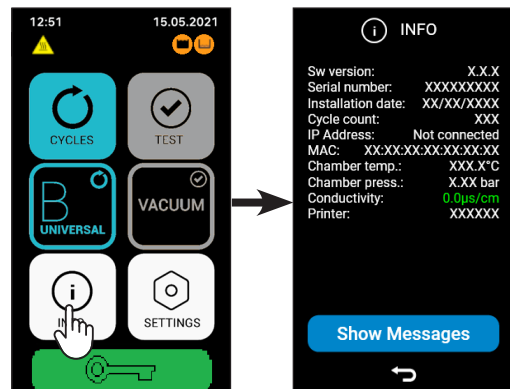 12:51 15.05.2021
CYCLES TEST
B
UNIVERSAL
VACUUM
i
SETTINGS
i INFO
Sw version: X.X.X
Serial number: XXXXXXXXX
Installation date: XX/XX/XXXX
Cycle count: XXX
IP Address: Not connected
MAC: XX:XX:XX:XX:XX:XX:XX
Chamber temp.: XXX.X°C
Chamber press.: X.XX bar
Conductivity: 0.0µs/cm
Printer: XXXXXX
Show Messages